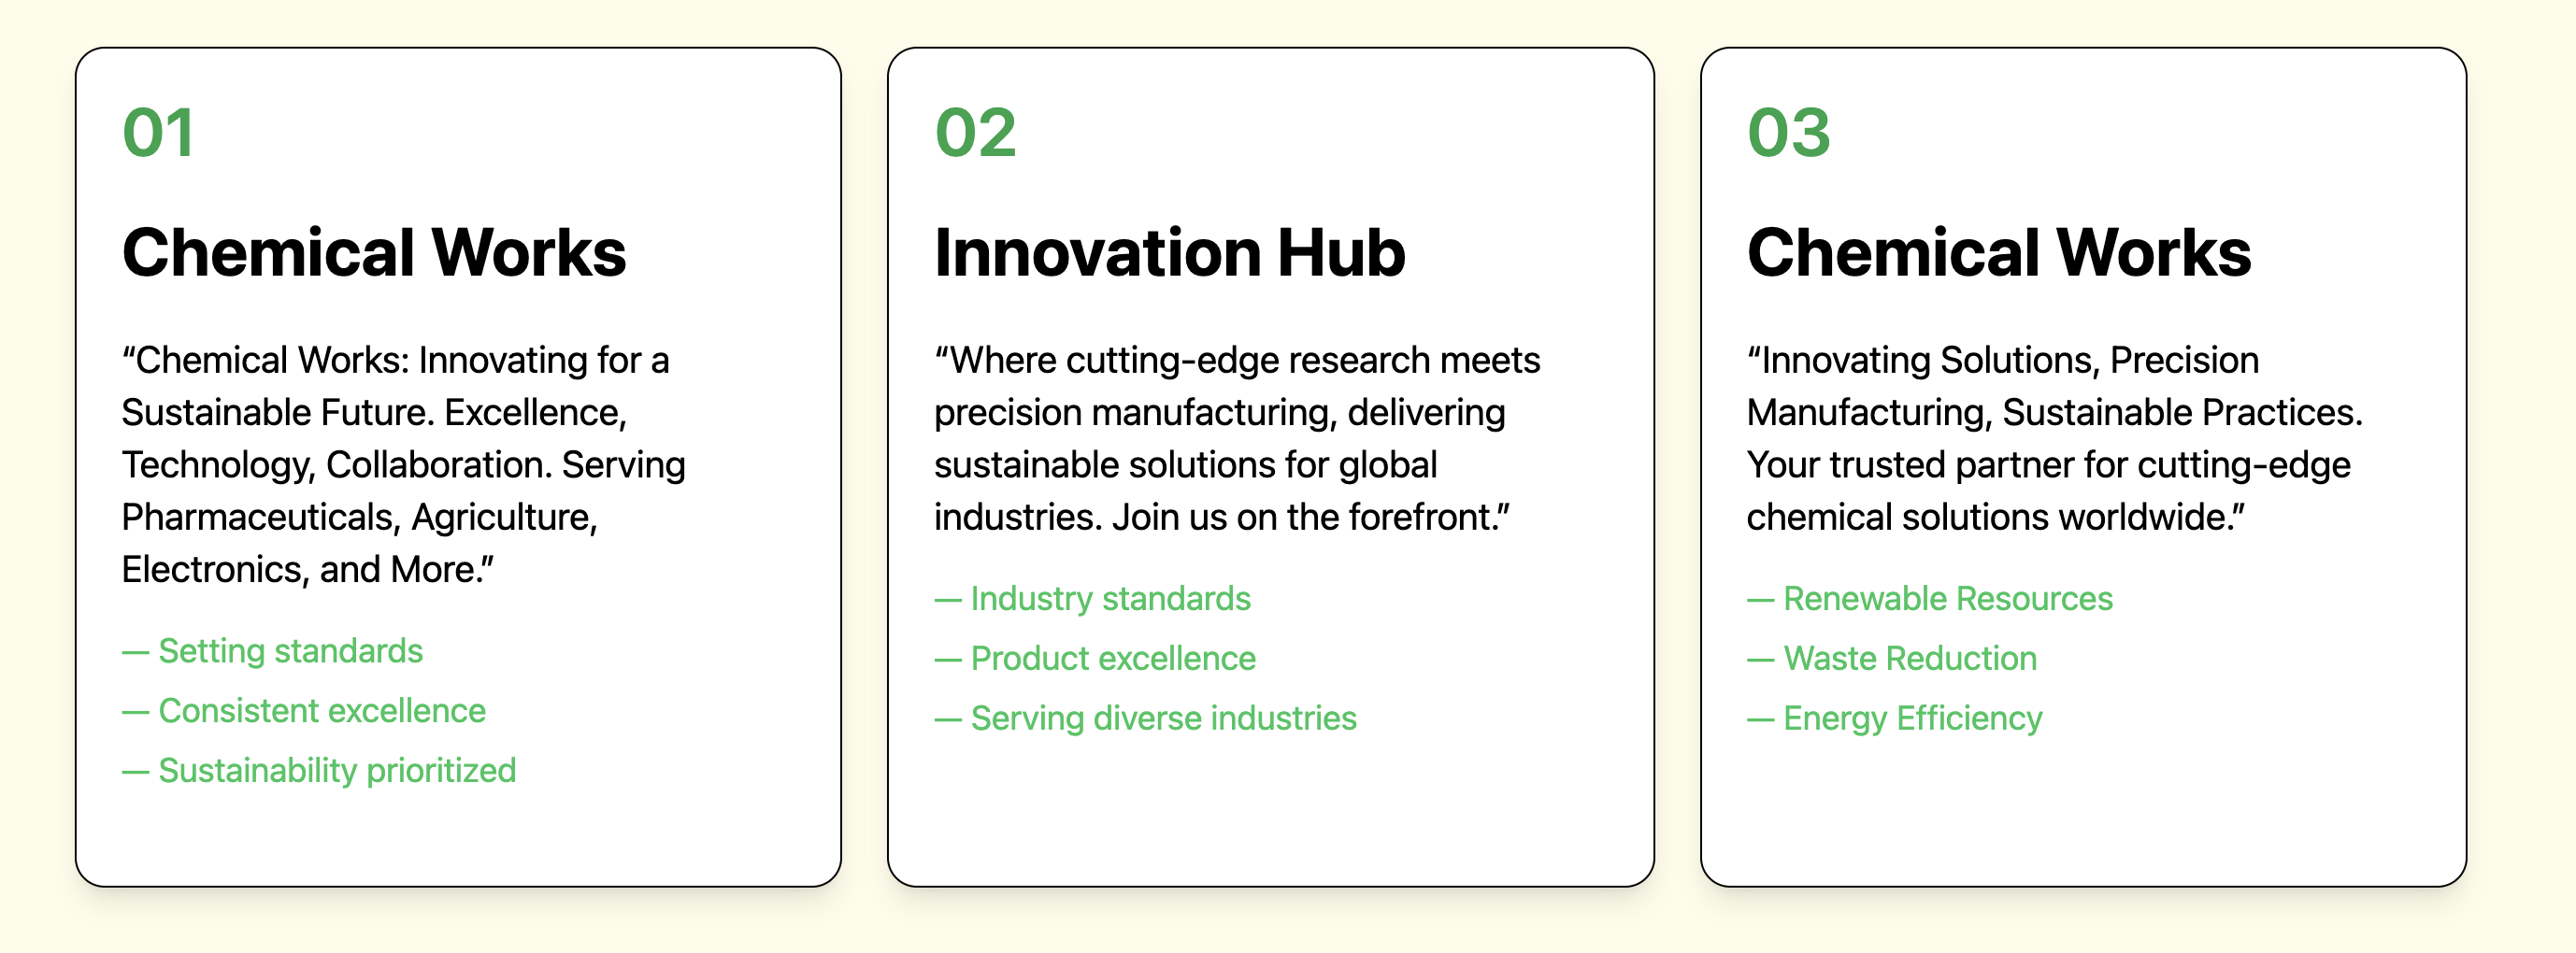 01
Chemical Works
“Chemical Works: Innovating for a
Sustainable Future. Excellence,
Technology, Collaboration. Serving
Pharmaceuticals, Agriculture,
Electronics, and More.”
— Setting standards
— Consistent excellence
— Sustainability prioritized
02
Innovation Hub
“Where cutting-edge research meets
precision manufacturing, delivering
sustainable solutions for global
industries. Join us on the forefront.”
— Industry standards
— Product excellence
— Serving diverse industries
03
Chemical Works
“Innovating Solutions, Precision
Manufacturing, Sustainable Practices.
Your trusted partner for cutting-edge
chemical solutions worldwide.”
— Renewable Resources
— Waste Reduction
— Energy Efficiency